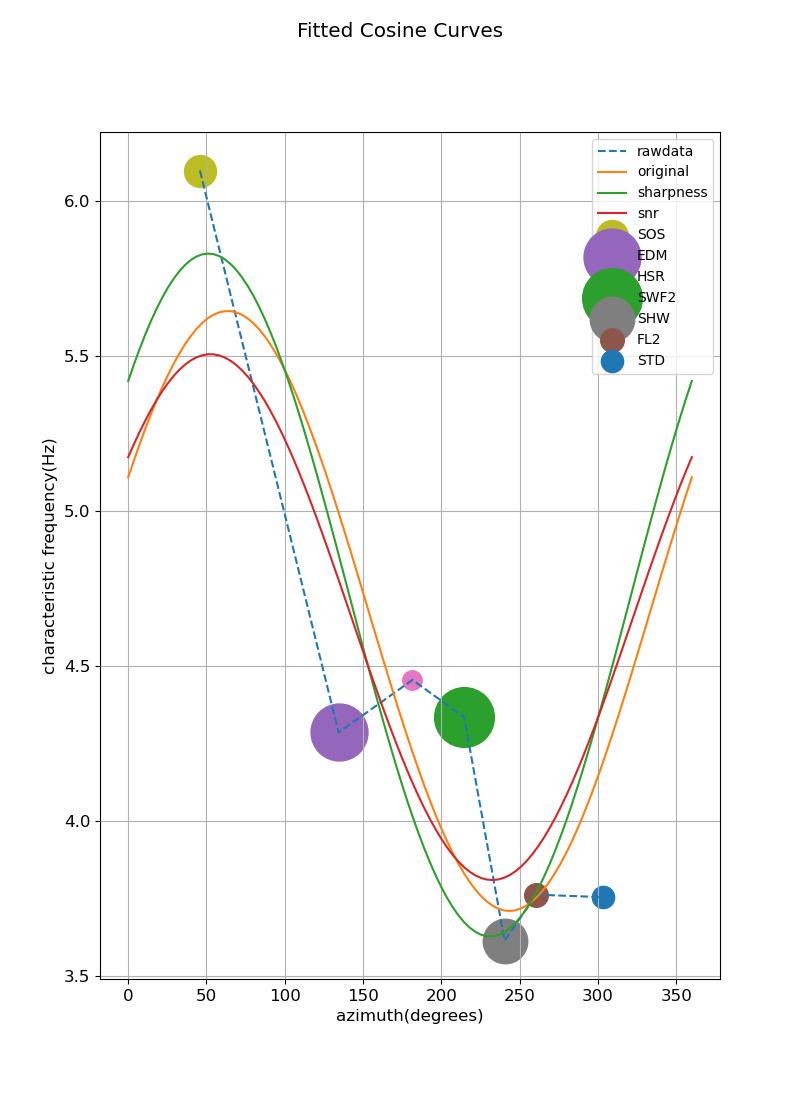 Fitted Cosine Curves
rawdata
original
sharpness
snr
SOS
EDM
HSR
SWF2
SHW
FL2
STD
6.0
5.5
5.0
4.5
4.0
3.5
characteristic frequency(Hz)
0 50 100 150 200 250 300 350
azimuth(degrees)